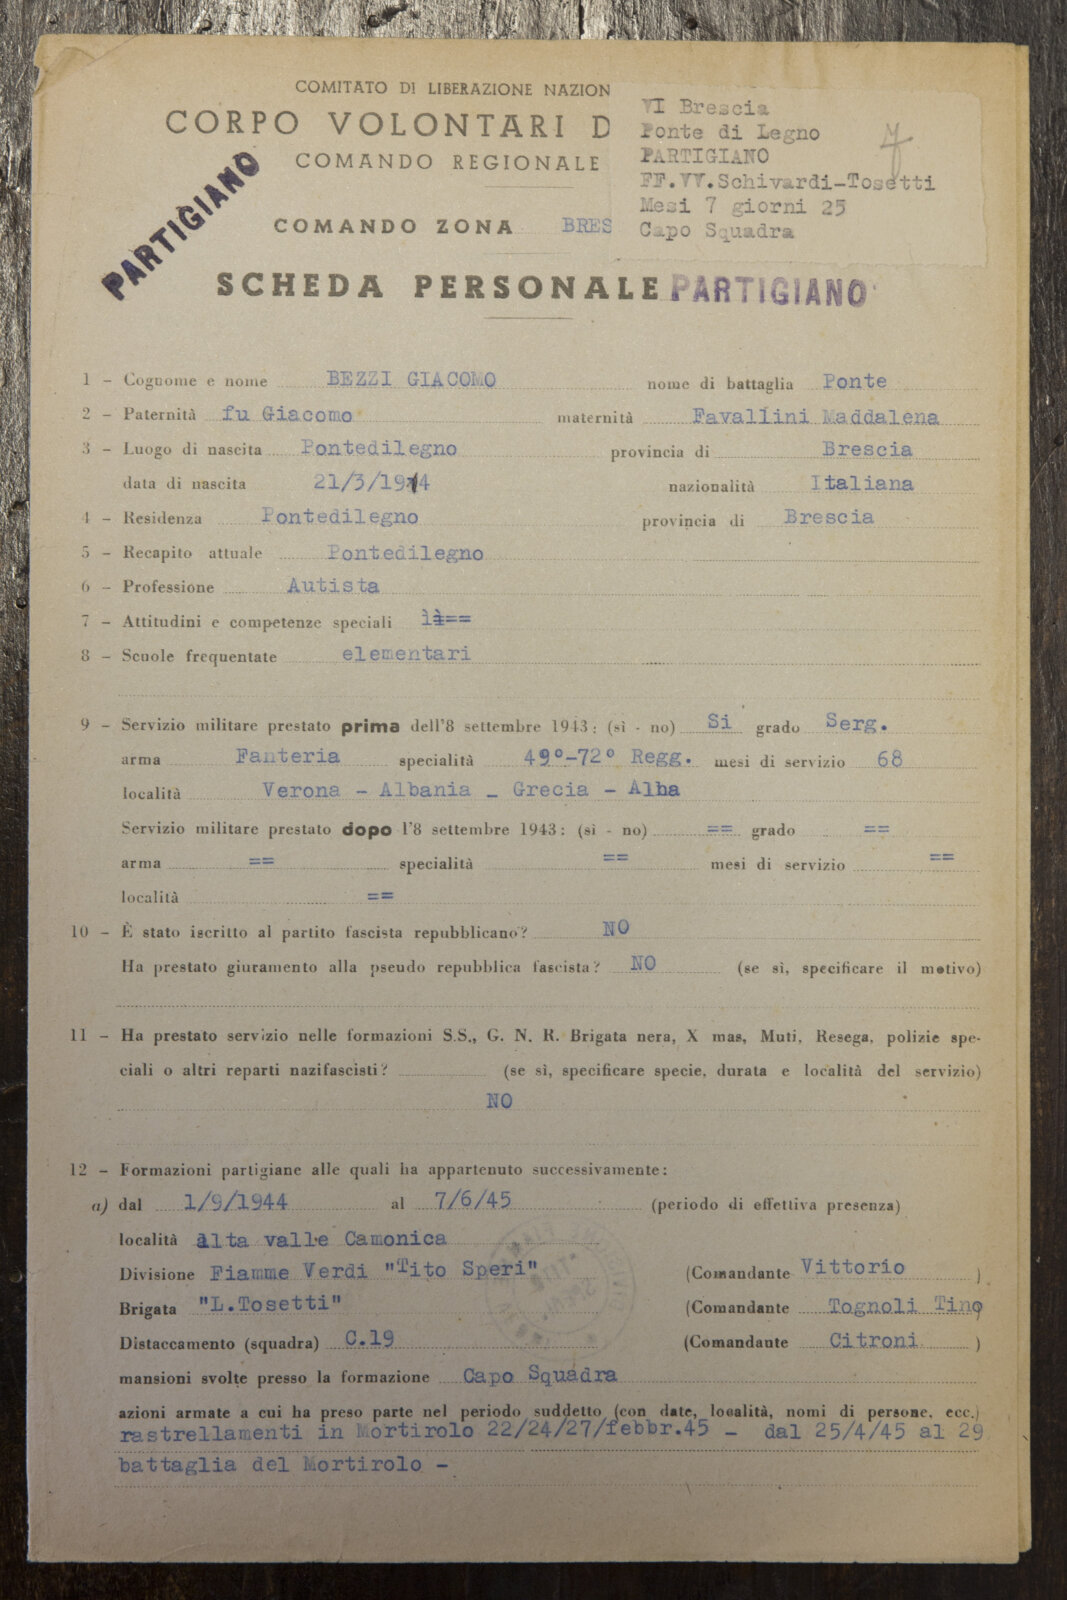 COMITATO DI LIBERAZIONE NAZION
CORPO VOLONTARI D
COMANDO REGIONALE
VI Brescia
Ponte di Legno
PARTIGIANO
FF.VV.Schivardi-Tosetti
Mesi 7 giorni 25
Capo Squadra
7
PARTIGIANO
COMANDO ZONA BRES
SCHEDA PERSONALE PARTIGIANO
1 - Cognome e nome BEZZI GIACOMO nome di battaglia Ponte
2 - Paternità fu Giacomo maternità Favallini Maddalena
3 - Luogo di nascita Pontedilegno provincia di Brescia
data di nascita 21/3/1914 nazionalità Italiana
4 - Residenza Pontedilegno provincia di Brescia
5 - Recapito attuale Pontedilegno
6 - Professione Autista
7 - Attitudini e competenze speciali ==
8 - Scuole frequentate elementari
9 - Servizio militare prestato prima dell'8 settembre 1943: (sì - no) Si grado Serg.
arma Fanteria specialità 49°-72° Regg. mesi di servizio 68
località Verona - Albania - Grecia - Alba
Servizio militare prestato dopo l'8 settembre 1943: (sì - no) == grado ==
arma == specialità == mesi di servizio ==
località ==
10 - È stato iscritto al partito fascista repubblicano? NO
Ha prestato giuramento alla pseudo repubblica fascista? NO (se sì, specificare il motivo)
11 - Ha prestato servizio nelle formazioni S.S., G. N. R. Brigata nera, X mas, Muti, Resega, polizie spe-
ciali o altri reparti nazifascisti? (se sì, specificare specie, durata e località del servizio)
NO
12 - Formazioni partigiane alle quali ha appartenuto successivamente:
a) dal 1/9/1944 al 7/6/45 (periodo di effettiva presenza)
località alta valle Camonica
Divisione Fiamme Verdi "Tito Speri" (Comandante Vittorio )
Brigata "L.Tosetti" (Comandante Tognoli Tino )
Distaccamento (squadra) C.19 (Comandante Citroni )
mansioni svolte presso la formazione Capo Squadra
azioni armate a cui ha preso parte nel periodo suddetto (con date, località, nomi di persone, ecc.)
rastrellamenti in Mortirolo 22/24/27/febbr.45 - dal 25/4/45 al 29
battaglia del Mortirolo -